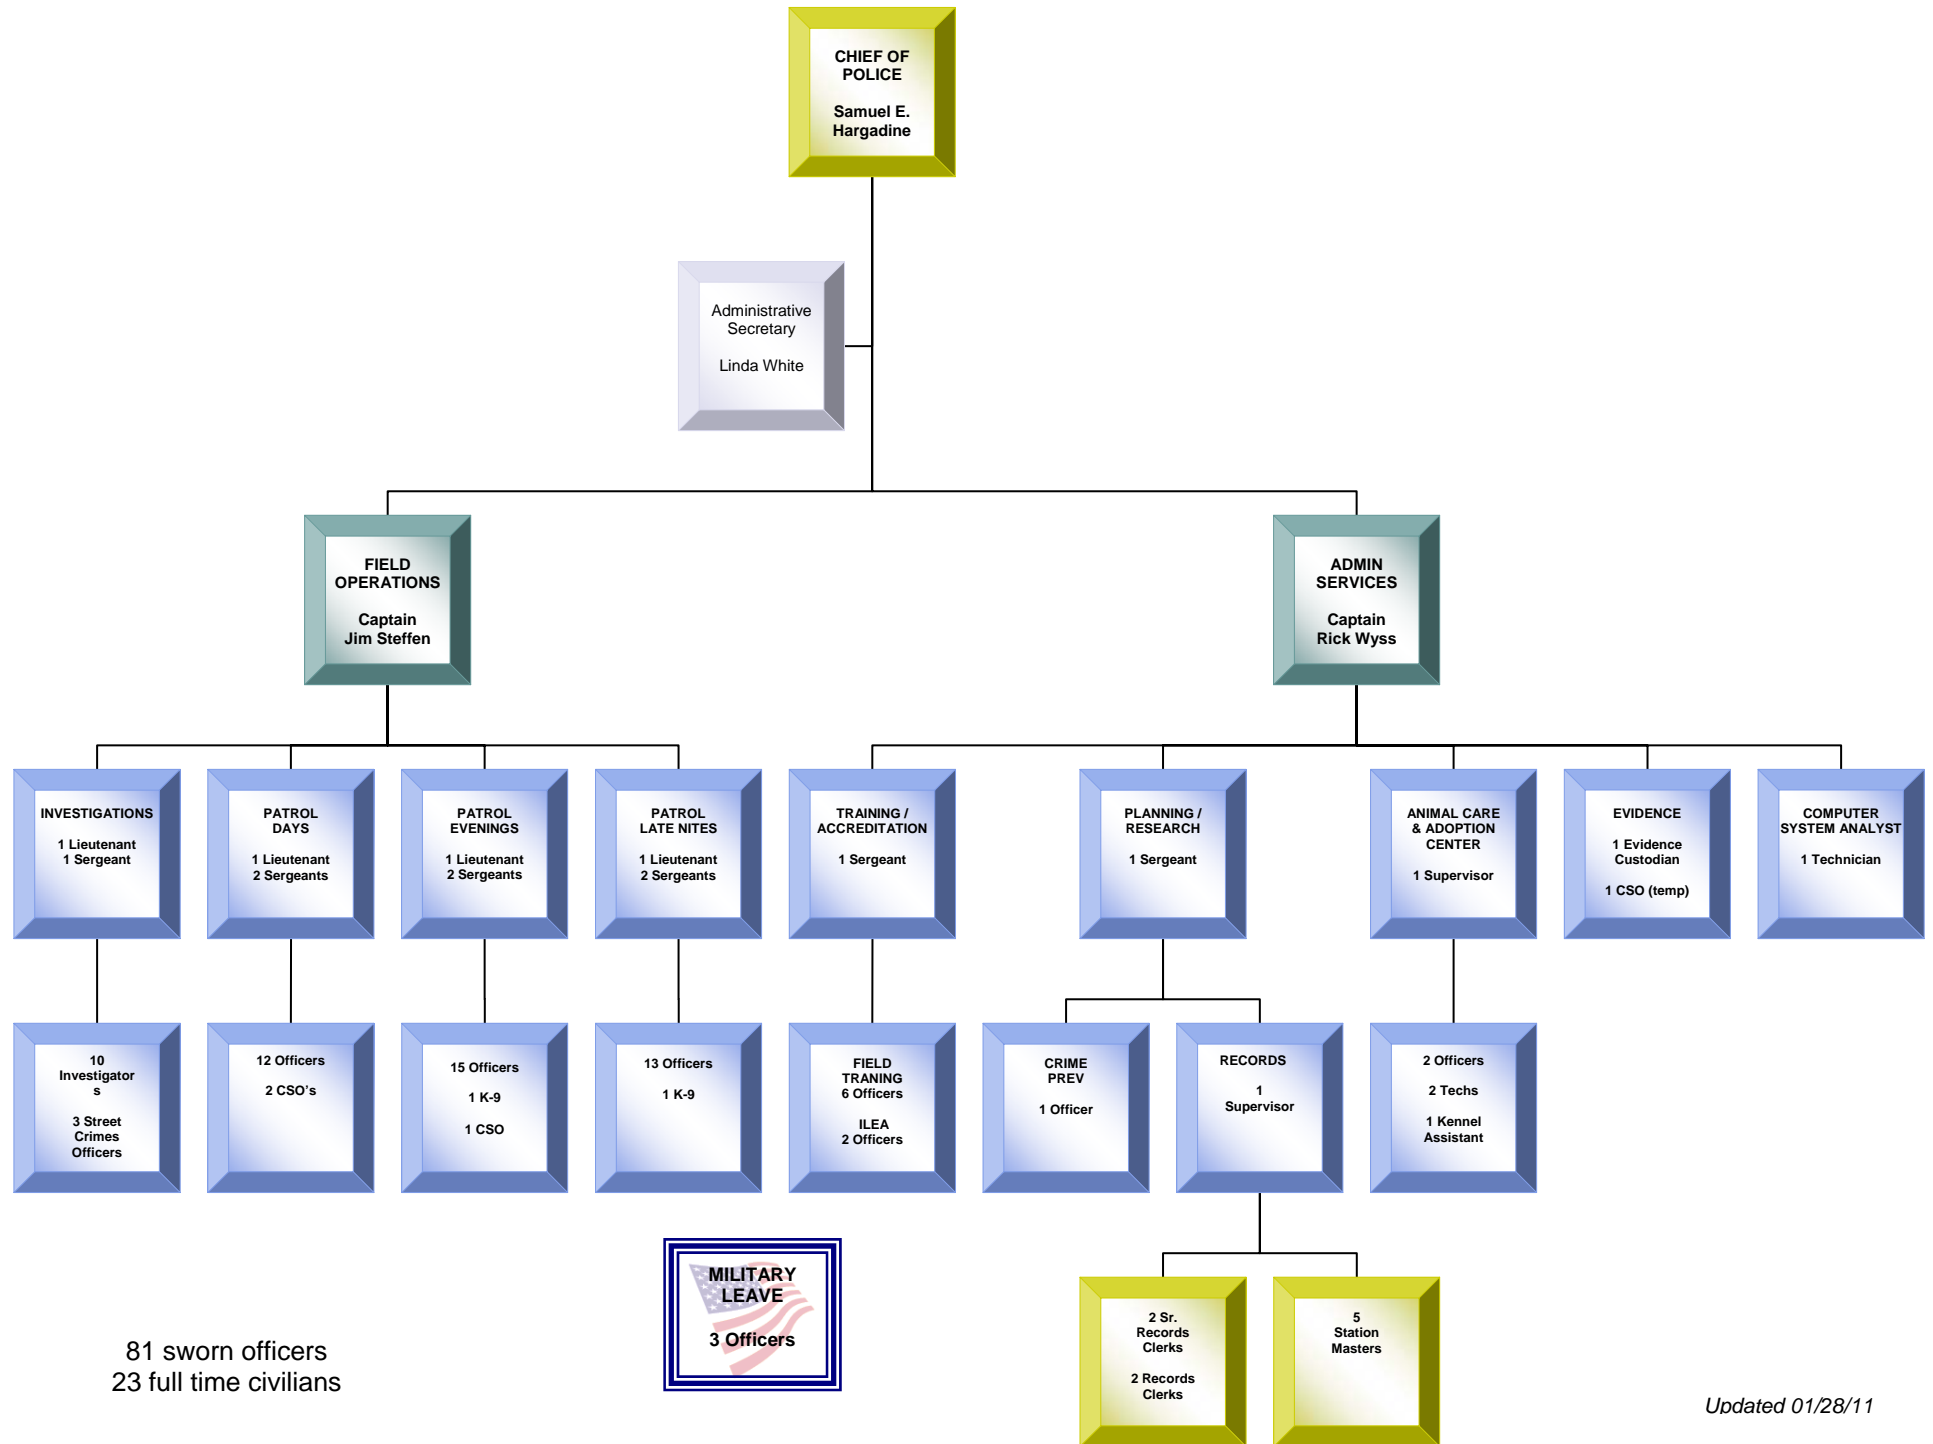 CHIEF OF
POLICE
Samuel E.
Hargadine
Administrative
Secretary
Linda White
FIELD
OPERATIONS
Captain
Jim Steffen
ADMIN
SERVICES
Captain
Rick Wyss
INVESTIGATIONS
1 Lieutenant
1 Sergeant
PATROL
DAYS
1 Lieutenant
2 Sergeants
PATROL
EVENINGS
1 Lieutenant
2 Sergeants
PATROL
LATE NITES
1 Lieutenant
2 Sergeants
TRAINING /
ACCREDITATION
1 Sergeant
PLANNING /
RESEARCH
1 Sergeant
ANIMAL CARE
& ADOPTION
CENTER
1 Supervisor
EVIDENCE
1 Evidence
Custodian
1 CSO (temp)
COMPUTER
SYSTEM ANALYST
1 Technician
10
Investigator
s
3 Street
Crimes
Officers
12 Officers
2 CSO's
15 Officers
1 K-9
1 CSO
13 Officers
1 K-9
FIELD
TRANING
6 Officers
ILEA
2 Officers
CRIME
PREV
1 Officer
RECORDS
1
Supervisor
2 Officers
2 Techs
1 Kennel
Assistant
MILITARY
LEAVE
3 Officers
2 Sr.
Records
Clerks
2 Records
Clerks
5
Station
Masters
81 sworn officers
23 full time civilians
Updated 01/28/11